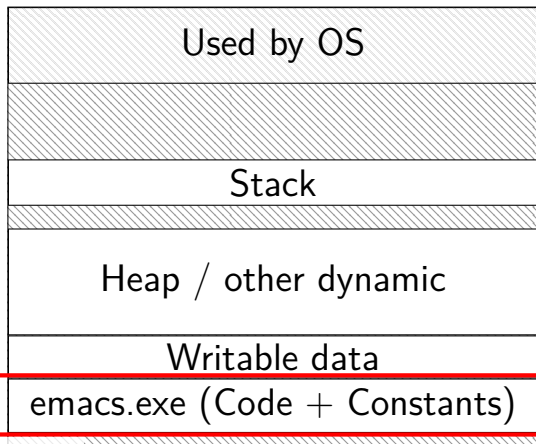 Used by OS
Stack
Heap / other dynamic
Writable data
emacs.exe (Code + Constants)